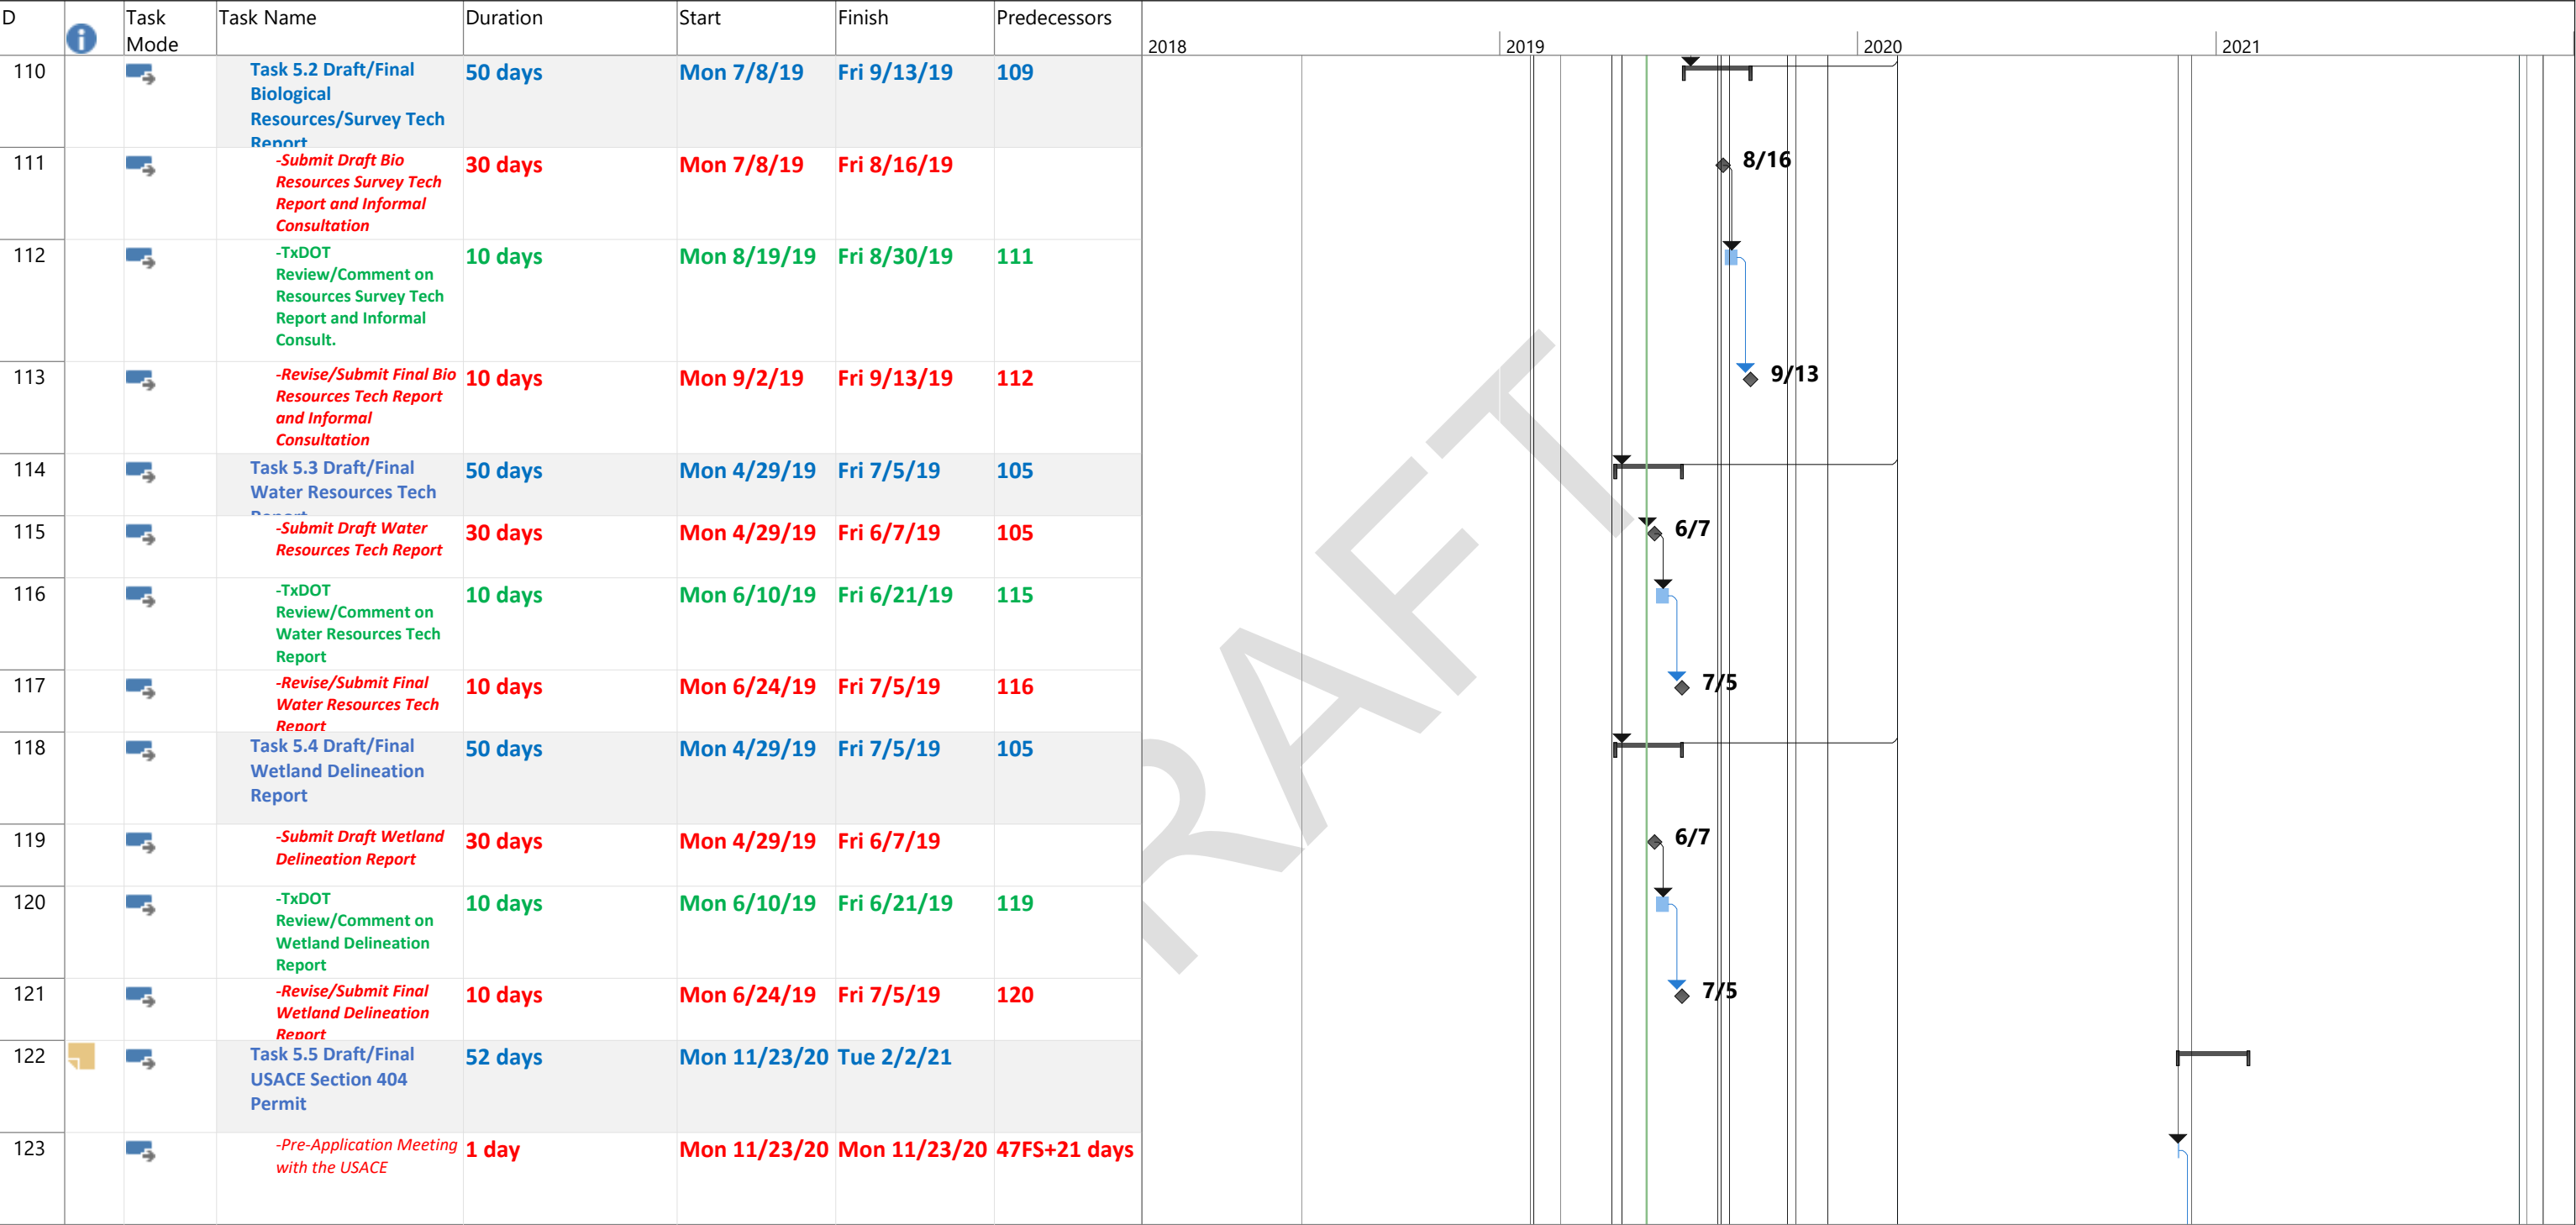 D
Task
Mode
Task Name
Duration
Start
Finish
Predecessors
2018
2019
2020
2021
110
Task 5.2 Draft/Final
Biological
Resources/Survey Tech
Report
50 days
Mon 7/8/19
Fri 9/13/19
109
111
-Submit Draft Bio
Resources Survey Tech
Report and Informal
Consultation
30 days
Mon 7/8/19
Fri 8/16/19
8/16
112
-TxDOT
Review/Comment on
Resources Survey Tech
Report and Informal
Consult.
10 days
Mon 8/19/19
Fri 8/30/19
111
113
-Revise/Submit Final Bio
Resources Tech Report
and Informal
Consultation
10 days
Mon 9/2/19
Fri 9/13/19
112
9/13
114
Task 5.3 Draft/Final
Water Resources Tech
Report
50 days
Mon 4/29/19
Fri 7/5/19
105
115
-Submit Draft Water
Resources Tech Report
30 days
Mon 4/29/19
Fri 6/7/19
105
6/7
116
-TxDOT
Review/Comment on
Water Resources Tech
Report
10 days
Mon 6/10/19
Fri 6/21/19
115
117
-Revise/Submit Final
Water Resources Tech
Report
10 days
Mon 6/24/19
Fri 7/5/19
116
7/5
118
Task 5.4 Draft/Final
Wetland Delineation
Report
50 days
Mon 4/29/19
Fri 7/5/19
105
119
-Submit Draft Wetland
Delineation Report
30 days
Mon 4/29/19
Fri 6/7/19
6/7
120
-TxDOT
Review/Comment on
Wetland Delineation
Report
10 days
Mon 6/10/19
Fri 6/21/19
119
121
-Revise/Submit Final
Wetland Delineation
Report
10 days
Mon 6/24/19
Fri 7/5/19
120
7/5
122
Task 5.5 Draft/Final
USACE Section 404
Permit
52 days
Mon 11/23/20
Tue 2/2/21
123
-Pre-Application Meeting
with the USACE
1 day
Mon 11/23/20
Mon 11/23/20
47FS+21 days
RAFT